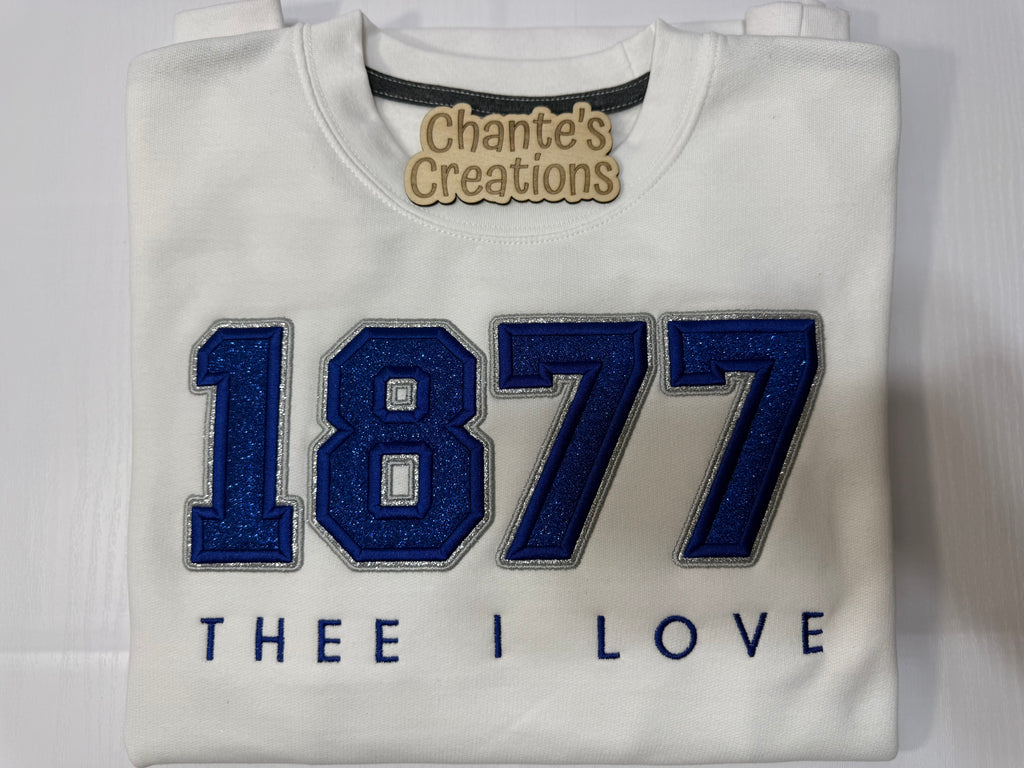 Chante's
Creations
1877
THEE I LOVE